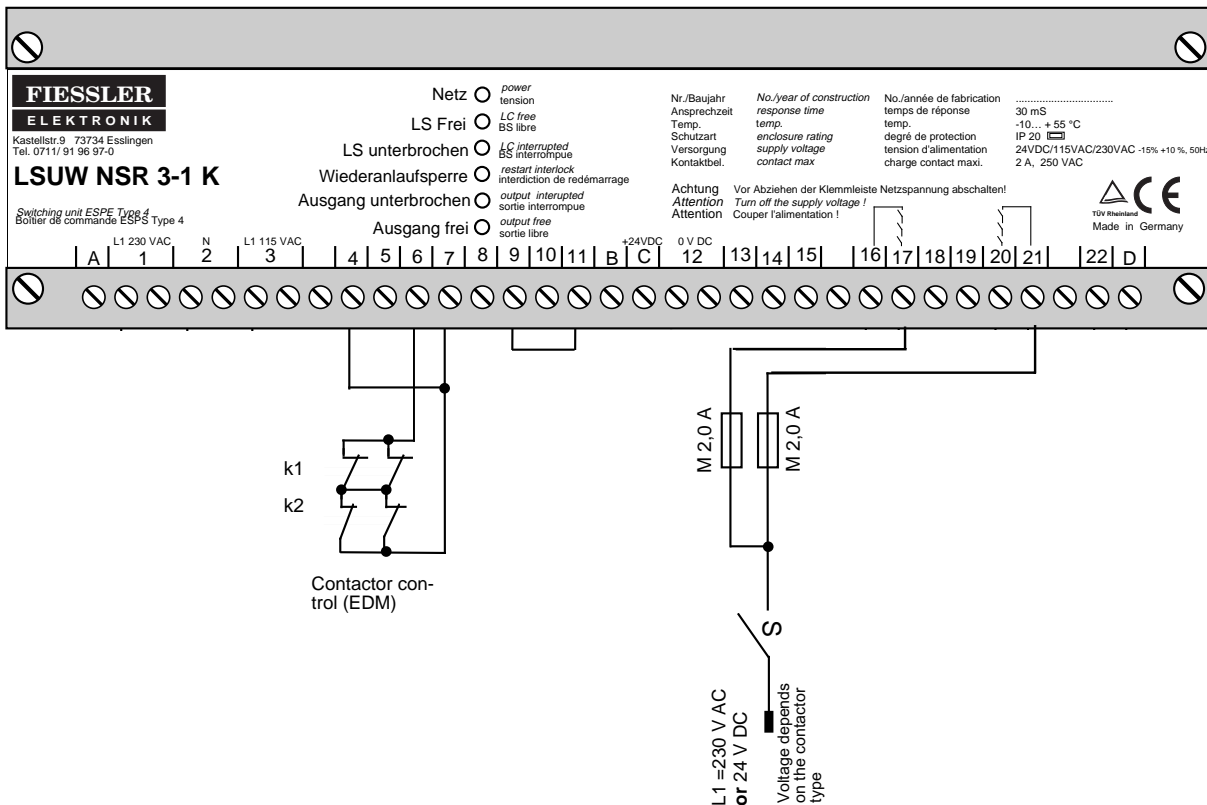 FIESSLER
ELEKTRONIK
Kastellstr.9 73734 Esslingen
Tel. 0711/ 91 96 97-0
LSUW NSR 3-1 K
Switching unit ESPE Type 4
Boîtier de commande ESPS Type 4
Netz power
tension
LS Frei LC free
BS libre
LS unterbrochen LC interrupted
BS interrompue
Wiederanlaufsperre restart interlock
interdiction de redémarrage
Ausgang unterbrochen output interupted
sortie interrompue
Ausgang frei output free
sortie libre
Nr./Baujahr No./year of construction No./année de fabrication ................................
Ansprechzeit response time temps de réponse 30 mS
Temp. temp. temp. -10... + 55 °C
Schutzart enclosure rating degré de protection IP 20
Versorgung supply voltage tension d'alimentation 24VDC/115VAC/230VAC -15% +10 %, 50Hz
Kontaktbel. contact max charge contact maxi. 2 A, 250 VAC
Achtung Vor Abziehen der Klemmleiste Netzspannung abschalten!
Attention Turn off the supply voltage !
Attention Couper l'alimentation !
TÜV Rheinland
CE
Made in Germany
L1 230 VAC N L1 115 VAC +24VDC 0 V DC
A 1 2 3 4 5 6 7 8 9 10 11 B C 12 13 14 15 16 17 18 19 20 21 22 D
k1
k2
Contactor con-
trol (EDM)
M 2,0 A
M 2,0 A
S
L1 =230 V AC
or 24 V DC
Voltage depends
on the contactor
type